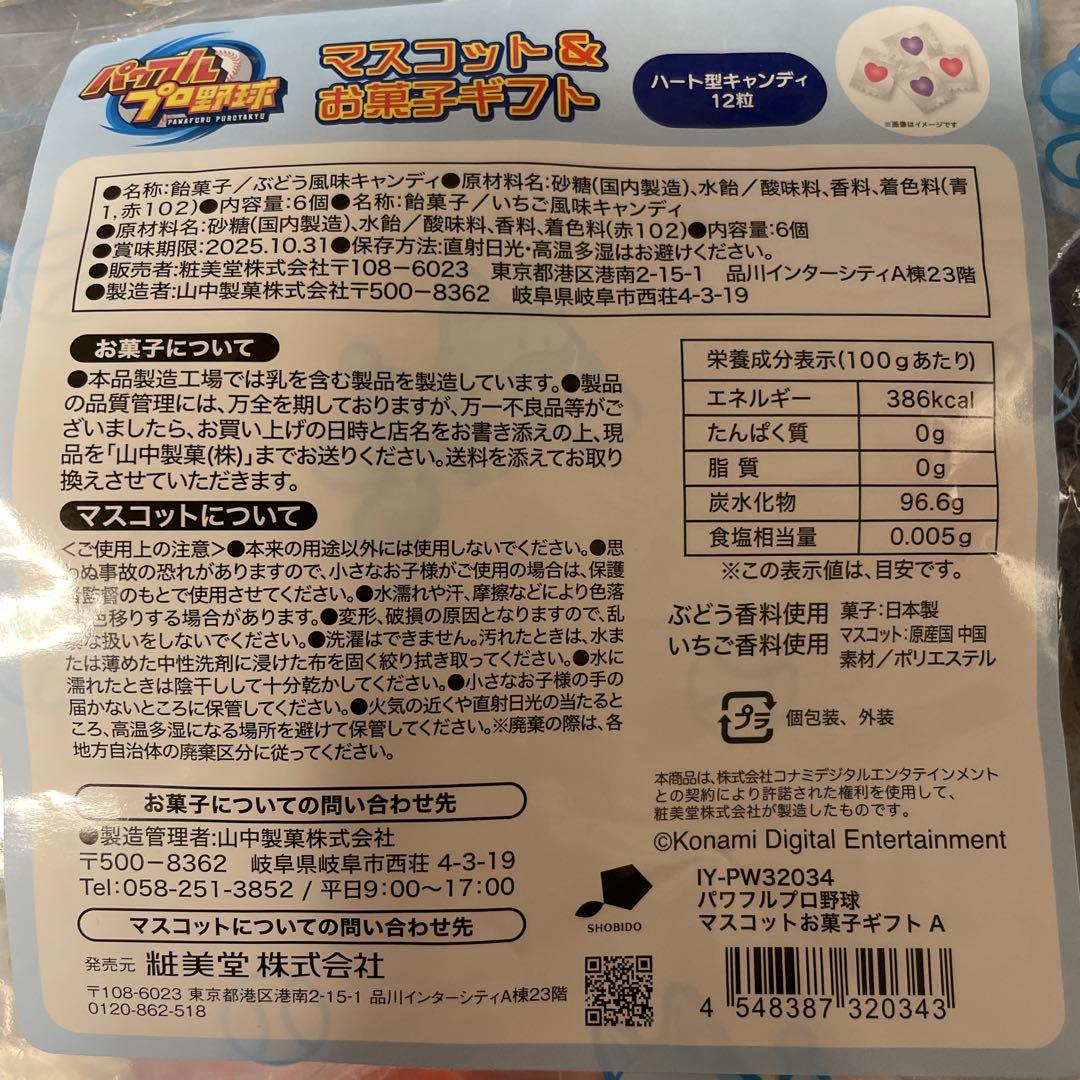 パワフル
プロ野球
PAWAFURU PUROYAKYU
マスコット&
お菓子ギフト
ハート型キャンディ
12粒
※画像はイメージです
●名称:飴菓子/ぶどう風味キャンディ●原材料名:砂糖(国内製造)、水飴/酸味料、香料、着色料(青
1,赤102)●内容量:6個●名称:飴菓子/いちご風味キャンディ
●原材料名:砂糖(国内製造)、水飴/酸味料、香料、着色料(赤102)●内容量:6個
●賞味期限:2025.10.31●保存方法:直射日光・高温多湿はお避けください。
●販売者:粧美堂株式会社〒108-6023 東京都港区港南2-15-1 品川インターシティA棟23階
●製造者:山中製菓株式会社〒500-8362 岐阜県岐阜市西荘4-3-19
お菓子について
●本品製造工場では乳を含む製品を製造しています。●製品
の品質管理には、万全を期しておりますが、万一不良品等がご
ざいましたら、お買い上げの日時と店名をお書き添えの上、現
品を「山中製菓(株)」までお送りください。送料を添えてお取り
換えさせていただきます。
マスコットについて
<ご使用上の注意>●本来の用途以外には使用しないでください。●思
わぬ事故の恐れがありますので、小さなお子様がご使用の場合は、保護
者監督のもとで使用させてください。●水濡れや汗、摩擦などにより色落
色移りする場合があります。●変形、破損の原因となりますので、乱
暴な扱いをしないでください。●洗濯はできません。汚れたときは、水ま
たは薄めた中性洗剤に浸けた布を固く絞り拭き取ってください。●水に
濡れたときは陰干しして十分乾かしてください。●小さなお子様の手の
届かないところに保管してください。●火気の近くや直射日光の当たると
ころ、高温多湿になる場所を避けて保管してください。※廃棄の際は、各
地方自治体の廃棄区分に従ってください。
お菓子についての問い合わせ先
●製造管理者:山中製菓株式会社
〒500-8362 岐阜県岐阜市西荘 4-3-19
Tel:058-251-3852 / 平日9:00~17:00
マスコットについての問い合わせ先
発売元 粧美堂 株式会社
〒108-6023 東京都港区港南2-15-1 品川インターシティA棟23階
0120-862-518
栄養成分表示(100gあたり)
エネルギー 386kcal
たんぱく質 0g
脂 質 0g
炭水化物 96.6g
食塩相当量 0.005g
※この表示値は、目安です。
ぶどう香料使用
いちご香料使用
菓子:日本製
マスコット:原産国 中国
素材/ポリエステル
プラ 個包装、外装
本商品は、株式会社コナミデジタルエンタテインメント
との契約により許諾された権利を使用して、
粧美堂株式会社が製造したものです。
©Konami Digital Entertainment
SHOBIDO
IY-PW32034
パワフルプロ野球
マスコットお菓子ギフト A
4 548387 320343